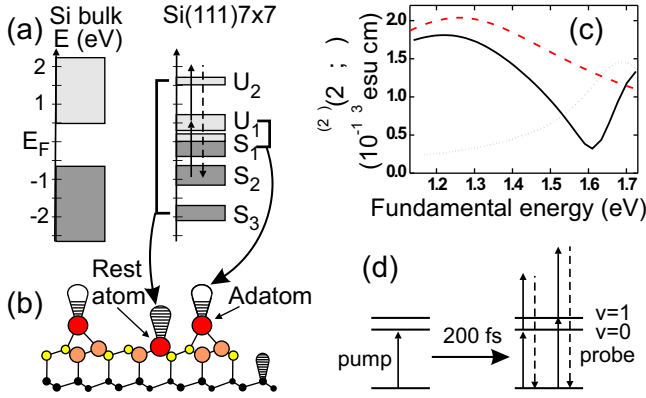 (a)
Si bulk
E (eV)
Si(111)7x7
2
1
E_F
-1
-2
U_2
U_1
S_1
S_2
S_3
(b)
Rest
atom
Adatom
(c)
(2) (2 ; )
(10^-13 esu cm)
2.0
1.5
1.0
0.5
0.0
1.2 1.3 1.4 1.5 1.6 1.7
Fundamental energy (eV)
(d)
pump
200 fs
v=1
v=0
probe